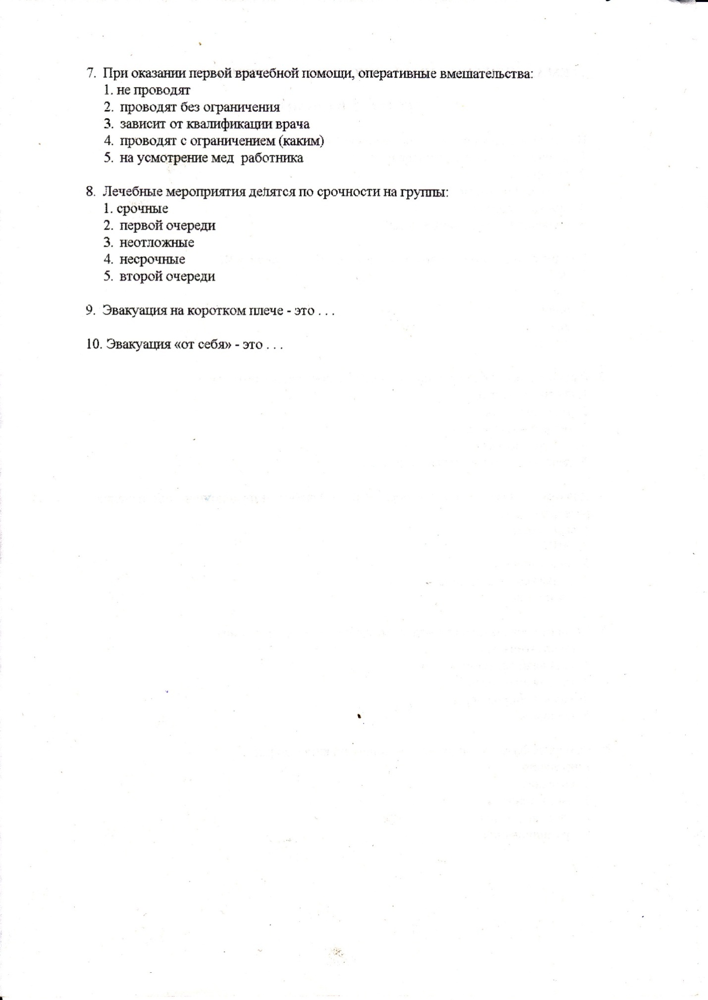 7. При оказании первой врачебной помощи, оперативные вмешательства:
1. не проводят
2. проводят без ограничения
3. зависит от квалификации врача
4. проводят с ограничением (каким)
5. на усмотрение мед работника
8. Лечебные мероприятия делятся по срочности на группы:
1. срочные
2. первой очереди
3. неотложные
4. несрочные
5. второй очереди
9. Эвакуация на коротком плече - это . . .
10. Эвакуация «от себя» - это . . .